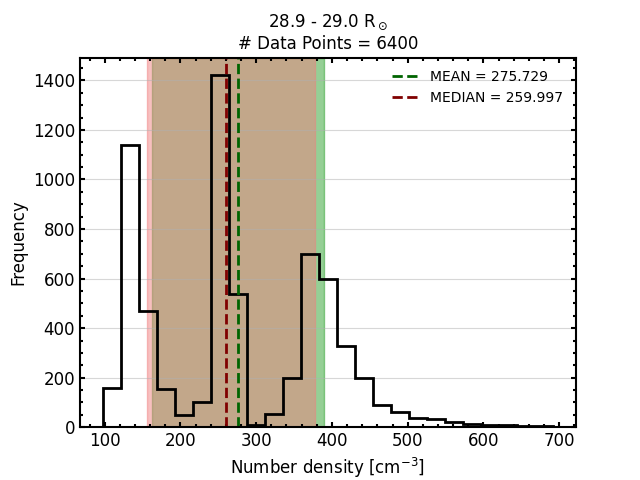 28.9 - 29.0 R⊙
# Data Points = 6400
MEAN = 275.729
MEDIAN = 259.997
Frequency
1400
1200
1000
800
600
400
200
0
100 200 300 400 500 600 700
Number density [cm⁻³]